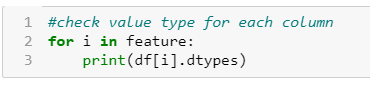 1 #check value type for each column
2 for i in feature:
3     print(df[i].dtypes)